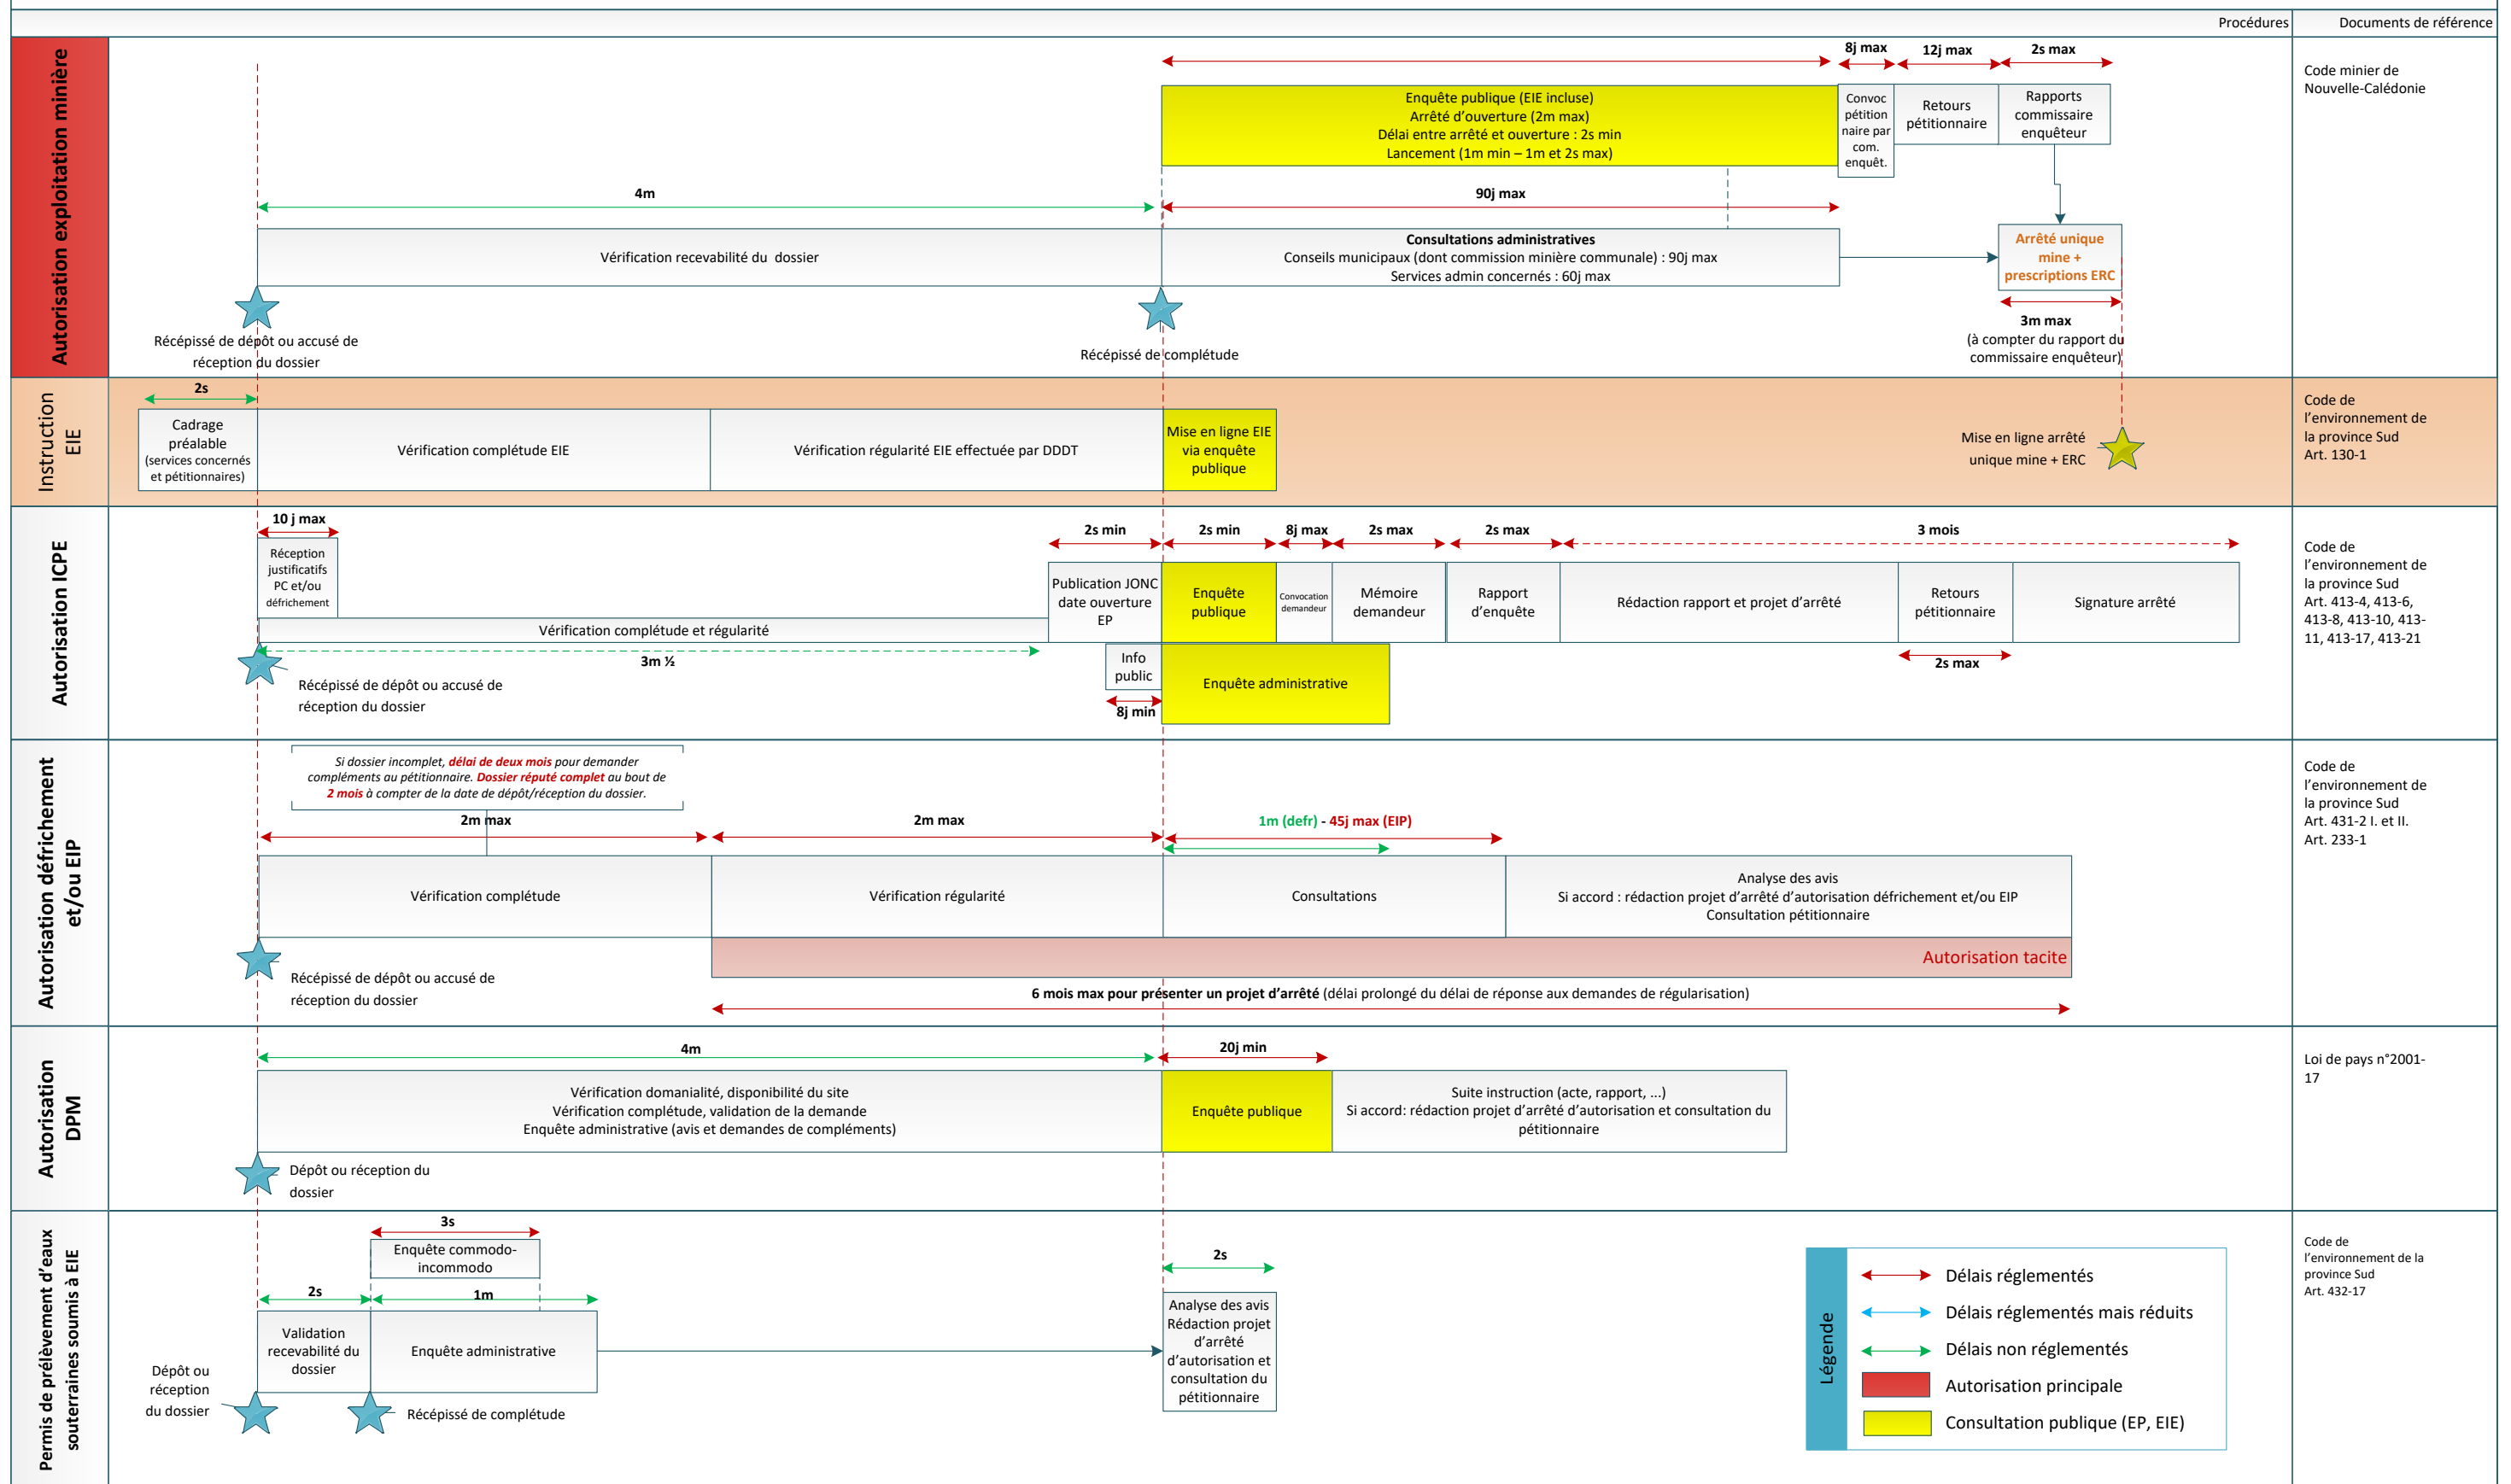 Procédures
Documents de référence
Autorisation exploitation minière
8j max
12j max
2s max
Enquête publique (EIE incluse)
Arrêté d'ouverture (2m max)
Délai entre arrêté et ouverture : 2s min
Lancement (1m min – 1m et 2s max)
Convoc
pétition
naire par
com.
enquêt.
Retours
pétitionnaire
Rapports
commissaire
enquêteur
Code minier de
Nouvelle-Calédonie
4m
90j max
Vérification recevabilité du dossier
Consultations administratives
Conseils municipaux (dont commission minière communale) : 90j max
Services admin concernés : 60j max
Arrêté unique
mine +
prescriptions ERC
3m max
(à compter du rapport du
commissaire enquêteur)
Récépissé de dépôt ou accusé de
réception du dossier
Récépissé de complétude
Instruction
EIE
2s
Cadrage
préalable
(services concernés
et pétitionnaires)
Vérification complétude EIE
Vérification régularité EIE effectuée par DDDT
Mise en ligne EIE
via enquête
publique
Mise en ligne arrêté
unique mine + ERC
Code de
l'environnement de
la province Sud
Art. 130-1
Autorisation ICPE
10 j max
Réception
justificatifs
PC et/ou
défrichement
Vérification complétude et régularité
3m ½
Récépissé de dépôt ou accusé de
réception du dossier
2s min
2s min
8j max
2s max
2s max
3 mois
Publication JONC
date ouverture
EP
Enquête
publique
Convocation
demandeur
Mémoire
demandeur
Rapport
d'enquête
Rédaction rapport et projet d'arrêté
Retours
pétitionnaire
Signature arrêté
Info
public
8j min
Enquête administrative
2s max
Code de
l'environnement de
la province Sud
Art. 413-4, 413-6,
413-8, 413-10, 413-
11, 413-17, 413-21
Autorisation défrichement
et/ou EIP
Si dossier incomplet, délai de deux mois pour demander
compléments au pétitionnaire. Dossier réputé complet au bout de
2 mois à compter de la date de dépôt/réception du dossier.
2m max
2m max
1m (defr) - 45j max (EIP)
Vérification complétude
Vérification régularité
Consultations
Analyse des avis
Si accord : rédaction projet d'arrêté d'autorisation défrichement et/ou EIP
Consultation pétitionnaire
Autorisation tacite
Récépissé de dépôt ou accusé de
réception du dossier
6 mois max pour présenter un projet d'arrêté (délai prolongé du délai de réponse aux demandes de régularisation)
Code de
l'environnement de
la province Sud
Art. 431-2 I. et II.
Art. 233-1
Autorisation
DPM
4m
20j min
Vérification domanialité, disponibilité du site
Vérification complétude, validation de la demande
Enquête administrative (avis et demandes de compléments)
Enquête publique
Suite instruction (acte, rapport, ...)
Si accord: rédaction projet d'arrêté d'autorisation et consultation du
pétitionnaire
Dépôt ou réception du
dossier
Loi de pays n°2001-
17
Permis de prélèvement d'eaux
souterraines soumis à EIE
3s
Enquête commodo-
incommodo
2s
1m
Validation
recevabilité du
dossier
Enquête administrative
Dépôt ou
réception
du dossier
Récépissé de complétude
2s
Analyse des avis
Rédaction projet
d'arrêté
d'autorisation et
consultation du
pétitionnaire
Légende
Délais réglementés
Délais réglementés mais réduits
Délais non réglementés
Autorisation principale
Consultation publique (EP, EIE)
Code de
l'environnement de la
province Sud
Art. 432-17